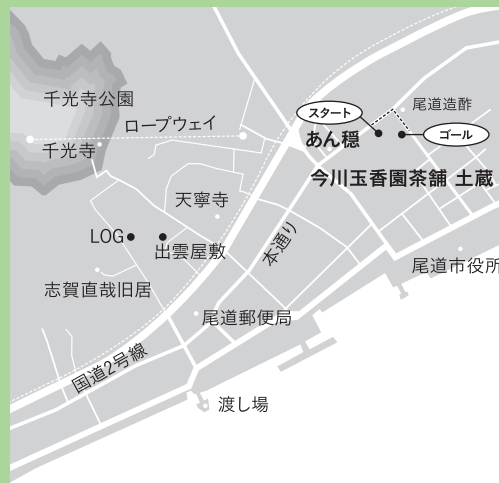 千光寺公園
ロープウェイ
千光寺
スタート
尾道造酢
あん穏
ゴール
今川玉香園茶舗 土蔵
天寧寺
LOG
出雲屋敷
本通り
尾道市役所
志賀直哉旧居
尾道郵便局
国道2号線
渡し場